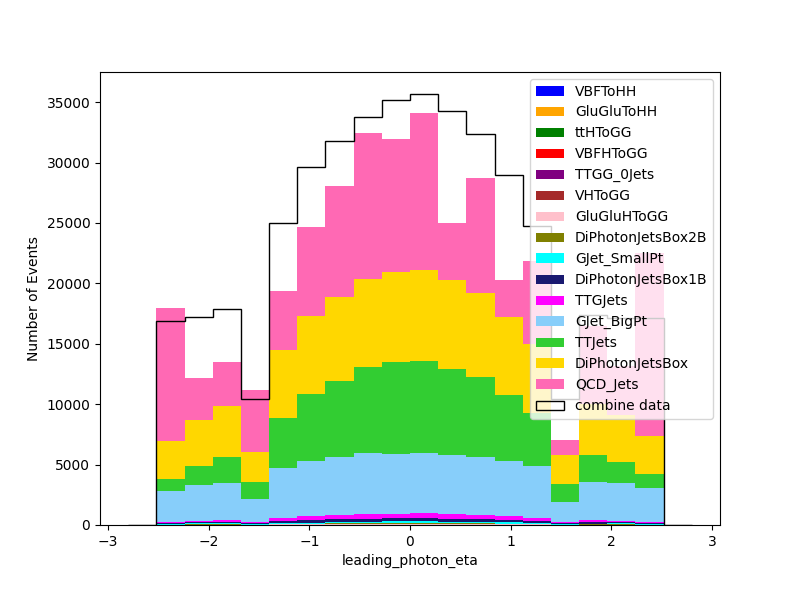 35000
30000
25000
20000
15000
10000
5000
0
Number of Events
−3
−2
−1
0
1
2
3
leading_photon_eta
VBFToHH
GluGluToHH
ttHToGG
VBFHToGG
TTGG_0Jets
VHToGG
GluGluHToGG
DiPhotonJetsBox2B
GJet_SmallPt
DiPhotonJetsBox1B
TTGJets
GJet_BigPt
TTJets
DiPhotonJetsBox
QCD_Jets
combine data